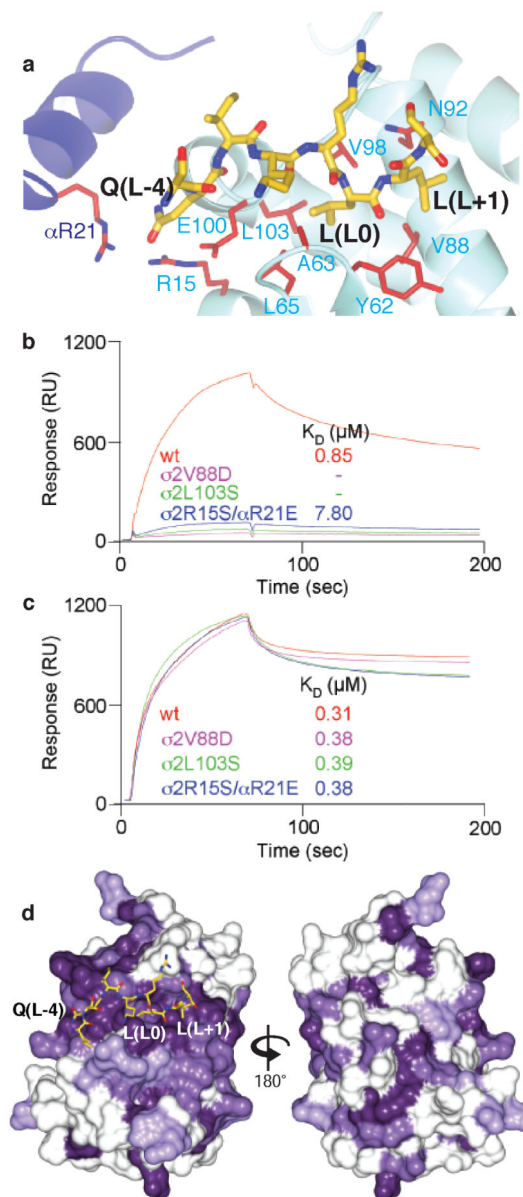 a
N92
V98
Q(L-4)
L(L+1)
E100
L103
L(L0)
αR21
V88
A63
R15
L65
Y62
b
1200
Response (RU)
600
0
K_D (μM)
wt 0.85
σ2V88D -
σ2L103S -
σ2R15S/αR21E 7.80
0 100 200
Time (sec)
c
1200
Response (RU)
600
0
K_D (μM)
wt 0.31
σ2V88D 0.38
σ2L103S 0.39
σ2R15S/αR21E 0.38
0 100 200
Time (sec)
d
Q(L-4)
L(L0)
L(L+1)
180°